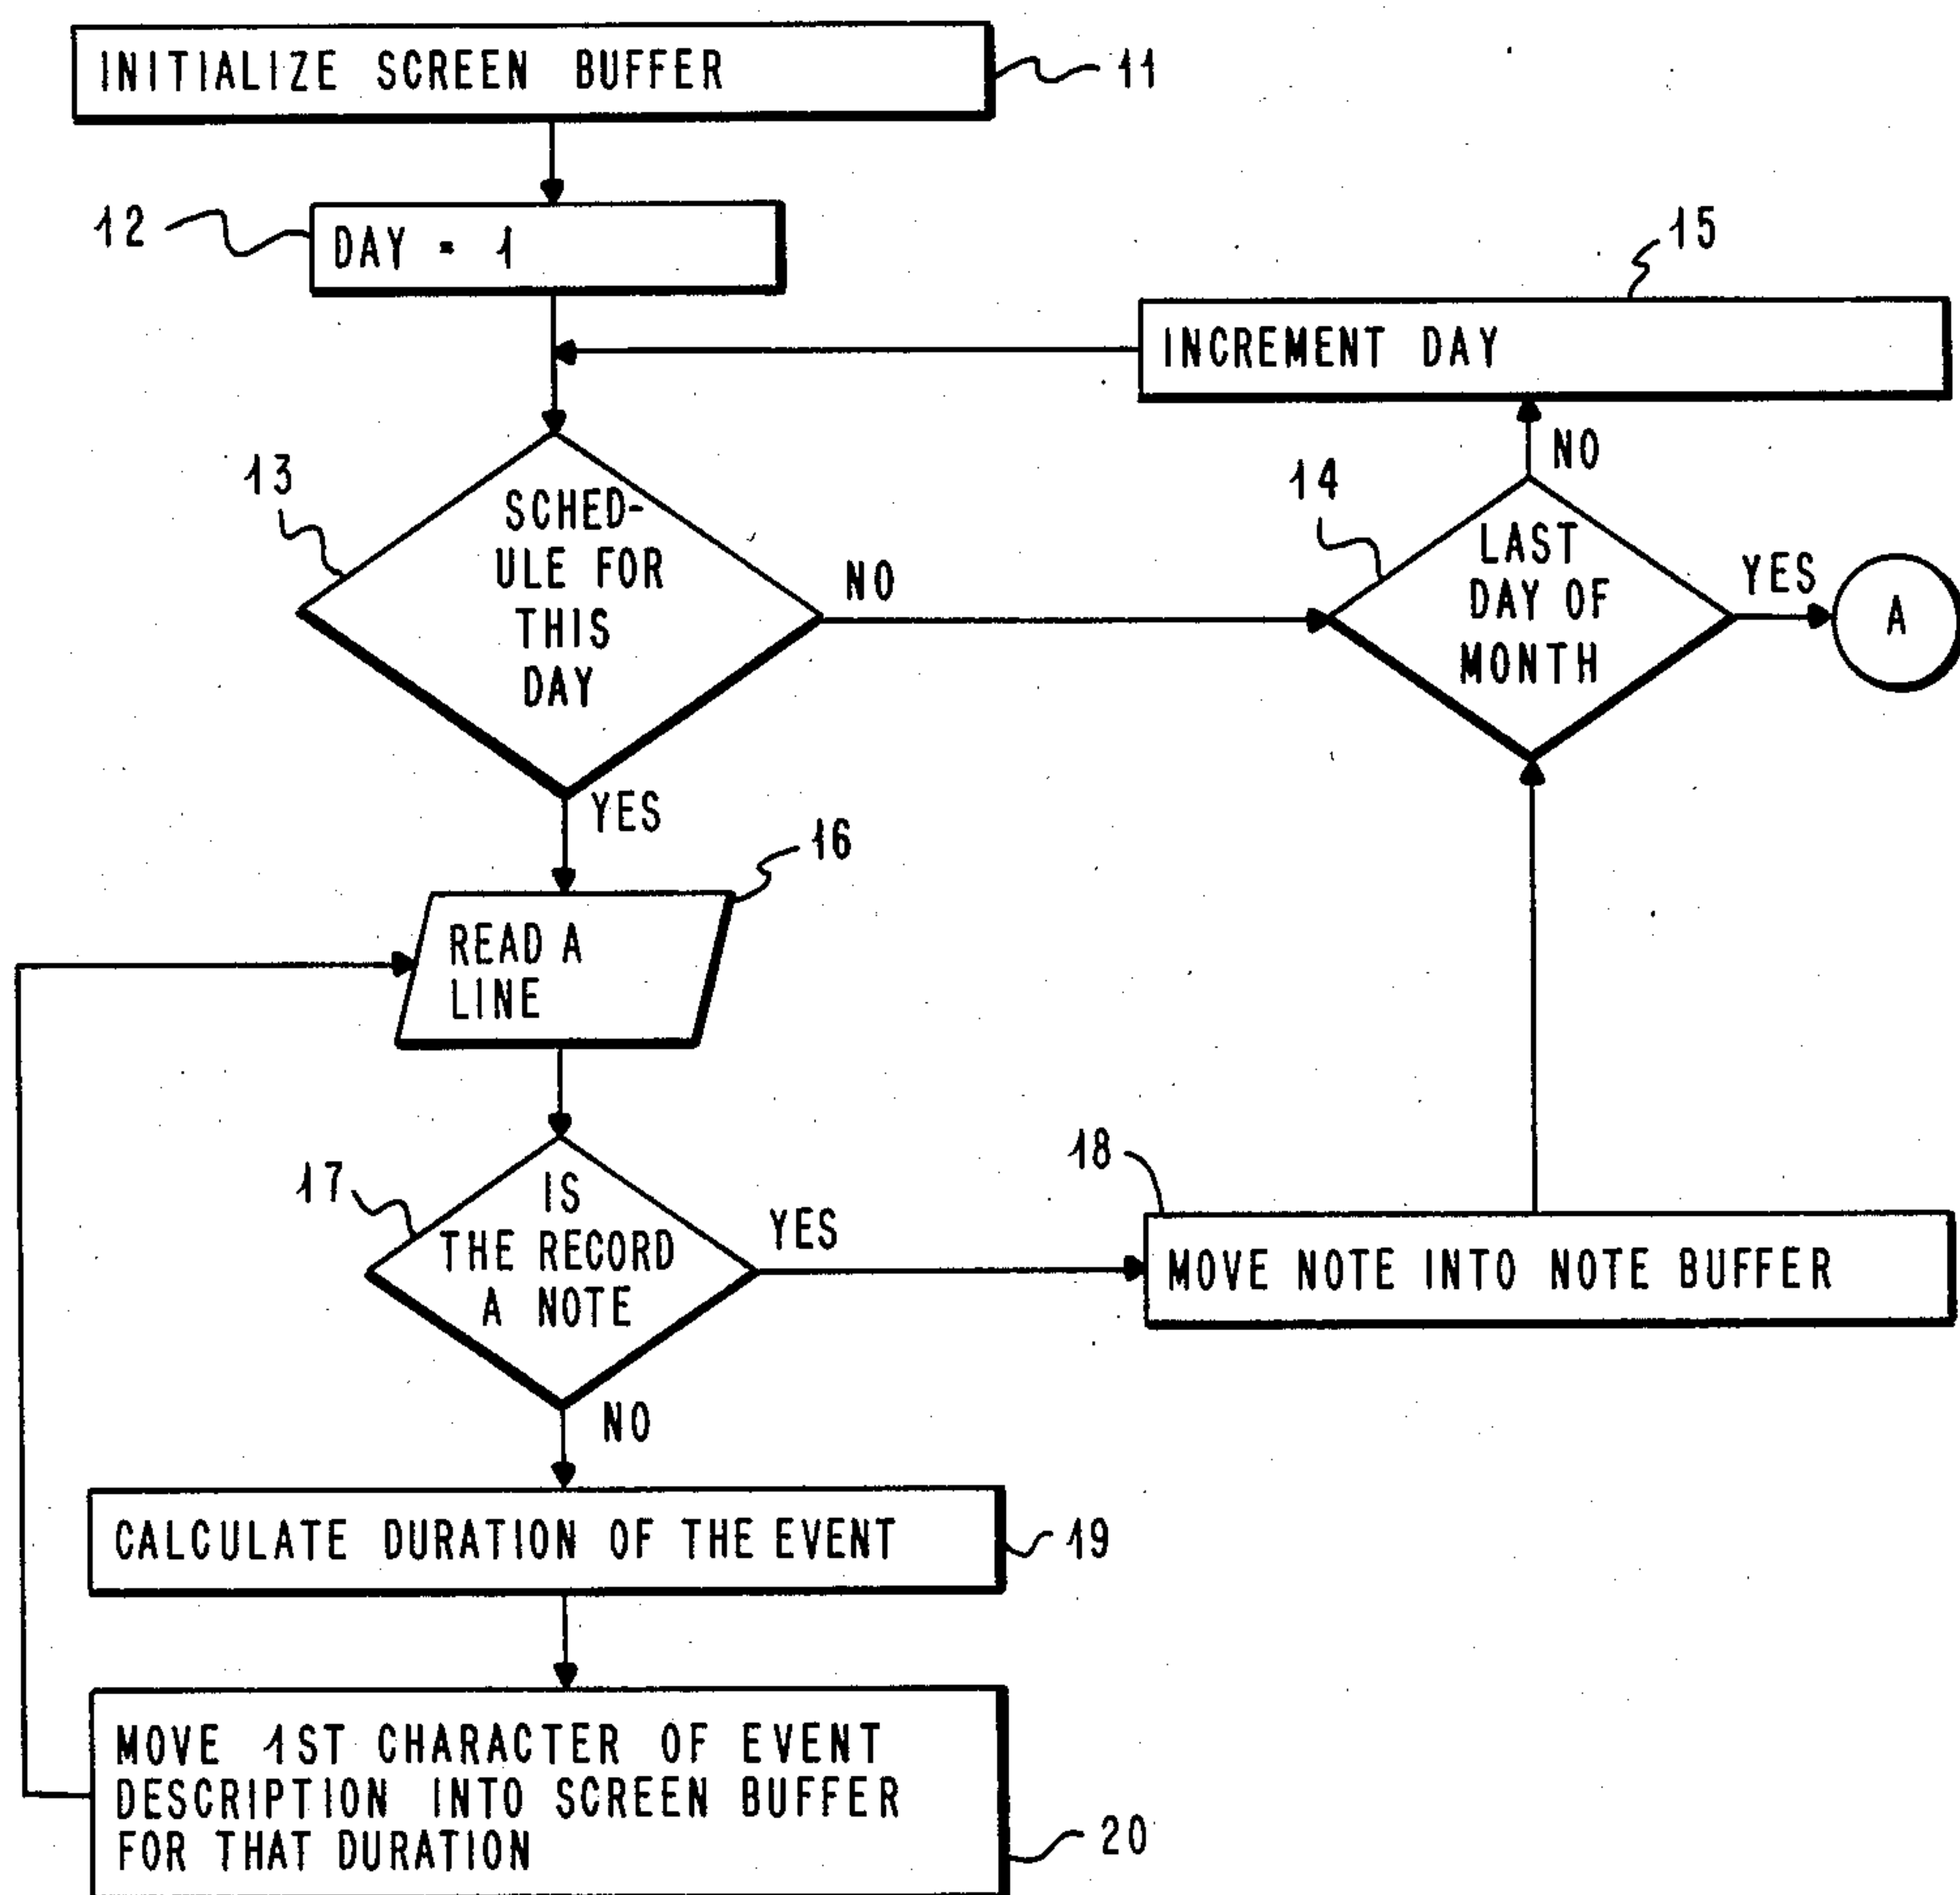 INITIALIZE SCREEN BUFFER
11
12
DAY = 1
15
INCREMENT DAY
NO
13
SCHED-
ULE FOR
THIS
DAY
NO
14
LAST
DAY OF
MONTH
YES
A
YES
16
READ A
LINE
17
IS
THE RECORD
A NOTE
YES
18
MOVE NOTE INTO NOTE BUFFER
NO
CALCULATE DURATION OF THE EVENT
19
MOVE 1ST CHARACTER OF EVENT
DESCRIPTION INTO SCREEN BUFFER
FOR THAT DURATION
20